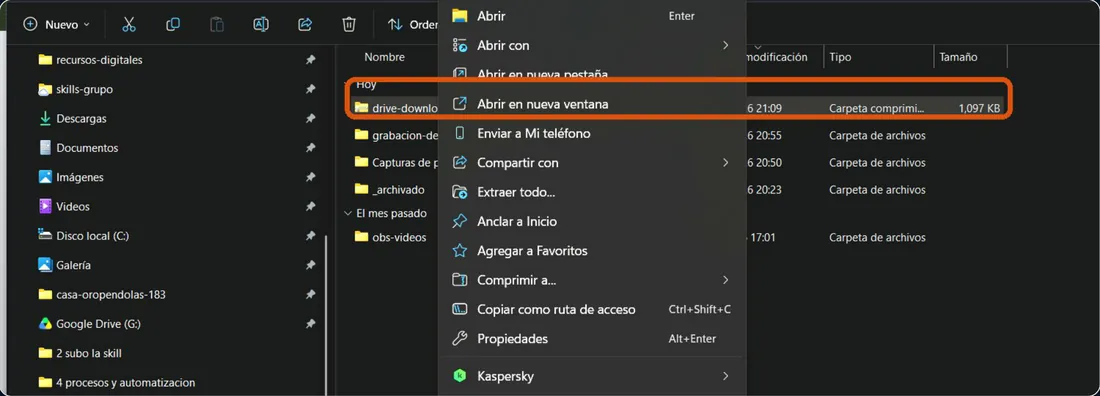 Nuevo
Orden
recursos-digitales
skills-grupo
Descargas
Documentos
Imágenes
Videos
Disco local (C:)
Galería
casa-oropendolas-183
Google Drive (G:)
2 subo la skill
4 procesos y automatizacion
Nombre
modificación
Tipo
Tamaño
Hoy
drive-downlo
6 21:09
Carpeta comprimi...
1,097 KB
grabacion-de
6 20:55
Carpeta de archivos
Capturas de p
6 20:50
Carpeta de archivos
_archivado
6 20:23
Carpeta de archivos
El mes pasado
obs-videos
17:01
Carpeta de archivos
Abrir
Enter
Abrir con
Abrir en nueva pestaña
Abrir en nueva ventana
Enviar a Mi teléfono
Compartir con
Extraer todo...
Anclar a Inicio
Agregar a Favoritos
Comprimir a...
Copiar como ruta de acceso
Ctrl+Shift+C
Propiedades
Alt+Enter
Kaspersky